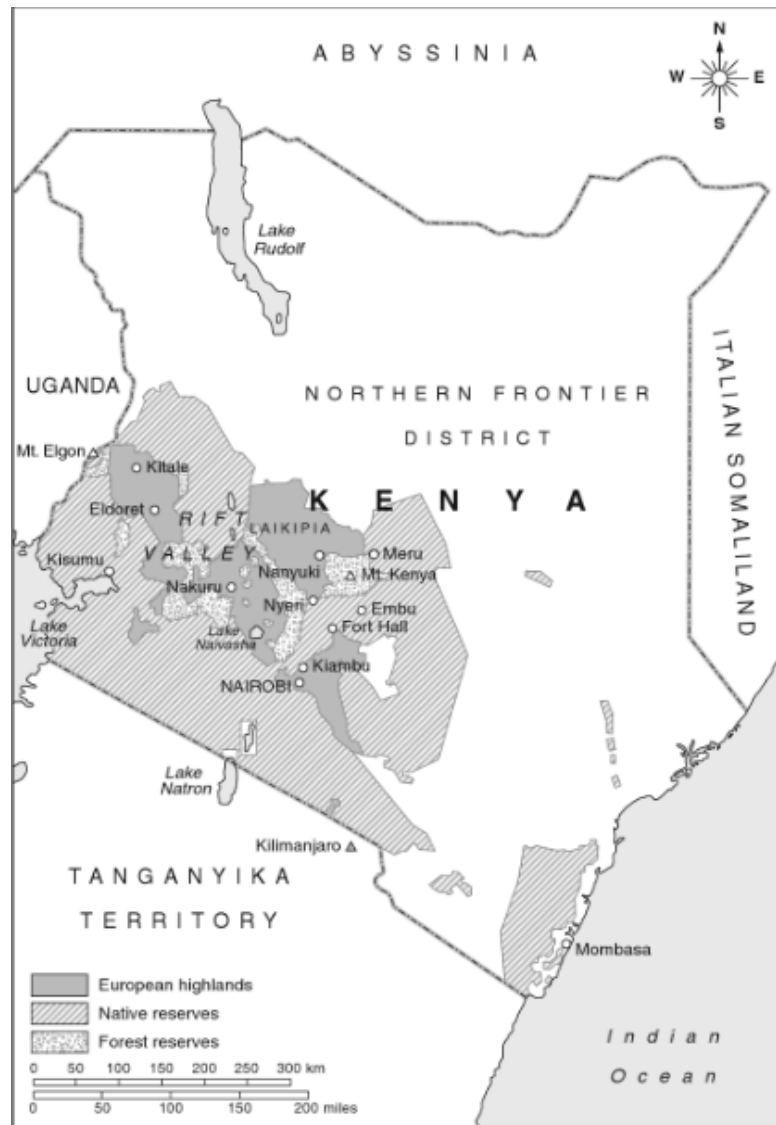 ABYSSINIA
N
W E
S
Lake
Rudolf
UGANDA
NORTHERN FRONTIER
DISTRICT
ITALIAN SOMALILAND
Mt. Elgon
Kitale
KENYA
Eldoret
RIFT
VALLEY
LAIKIPIA
Kisumu
Meru
Nanyuki
Mt. Kenya
Nakuru
Nyeri
Embu
Lake
Victoria
Fort Hall
Lake
Naivasha
Kiambu
NAIROBI
Lake
Natron
Kilimanjaro
TANGANYIKA
TERRITORY
Mombasa
European highlands
Native reserves
Forest reserves
0 50 100 150 200 250 300 km
0 50 100 150 200 miles
Indian
Ocean